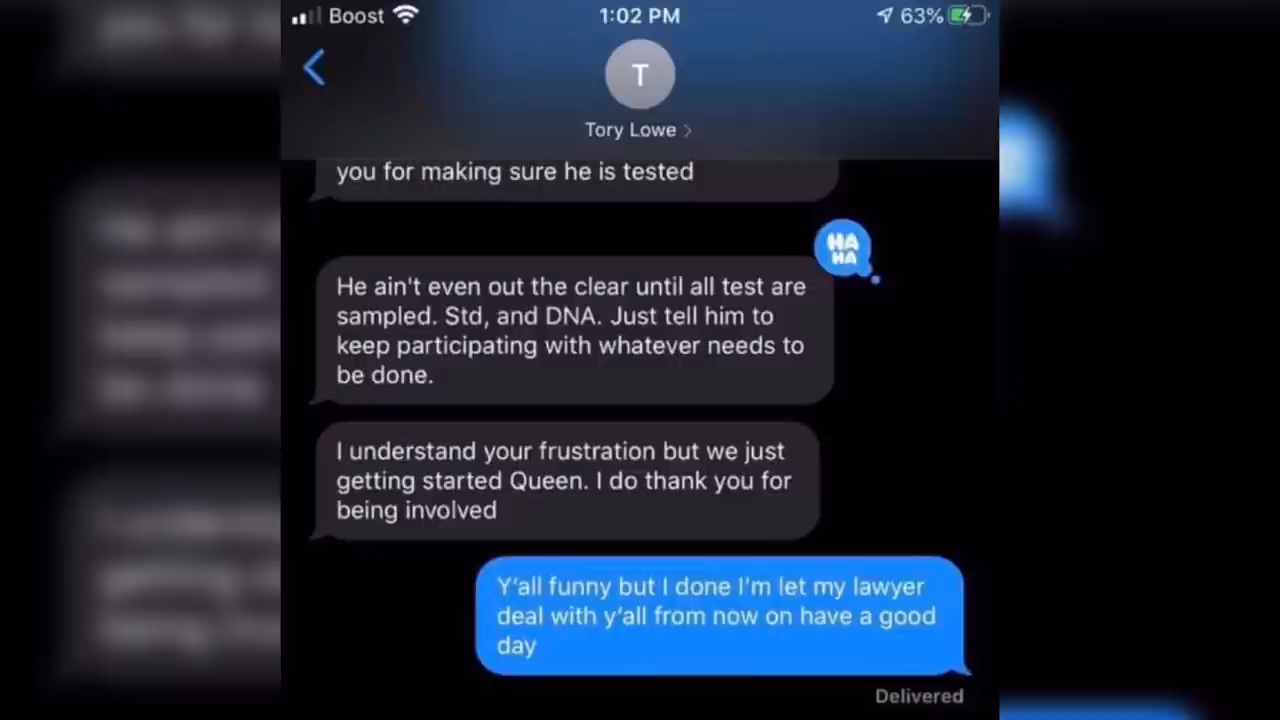 Boost
1:02 PM
63%
T
Tory Lowe
you for making sure he is tested
HA
HA
He ain't even out the clear until all test are
sampled. Std, and DNA. Just tell him to
keep participating with whatever needs to
be done.
I understand your frustration but we just
getting started Queen. I do thank you for
being involved
Y'all funny but I done I'm let my lawyer
deal with y'all from now on have a good
day
Delivered